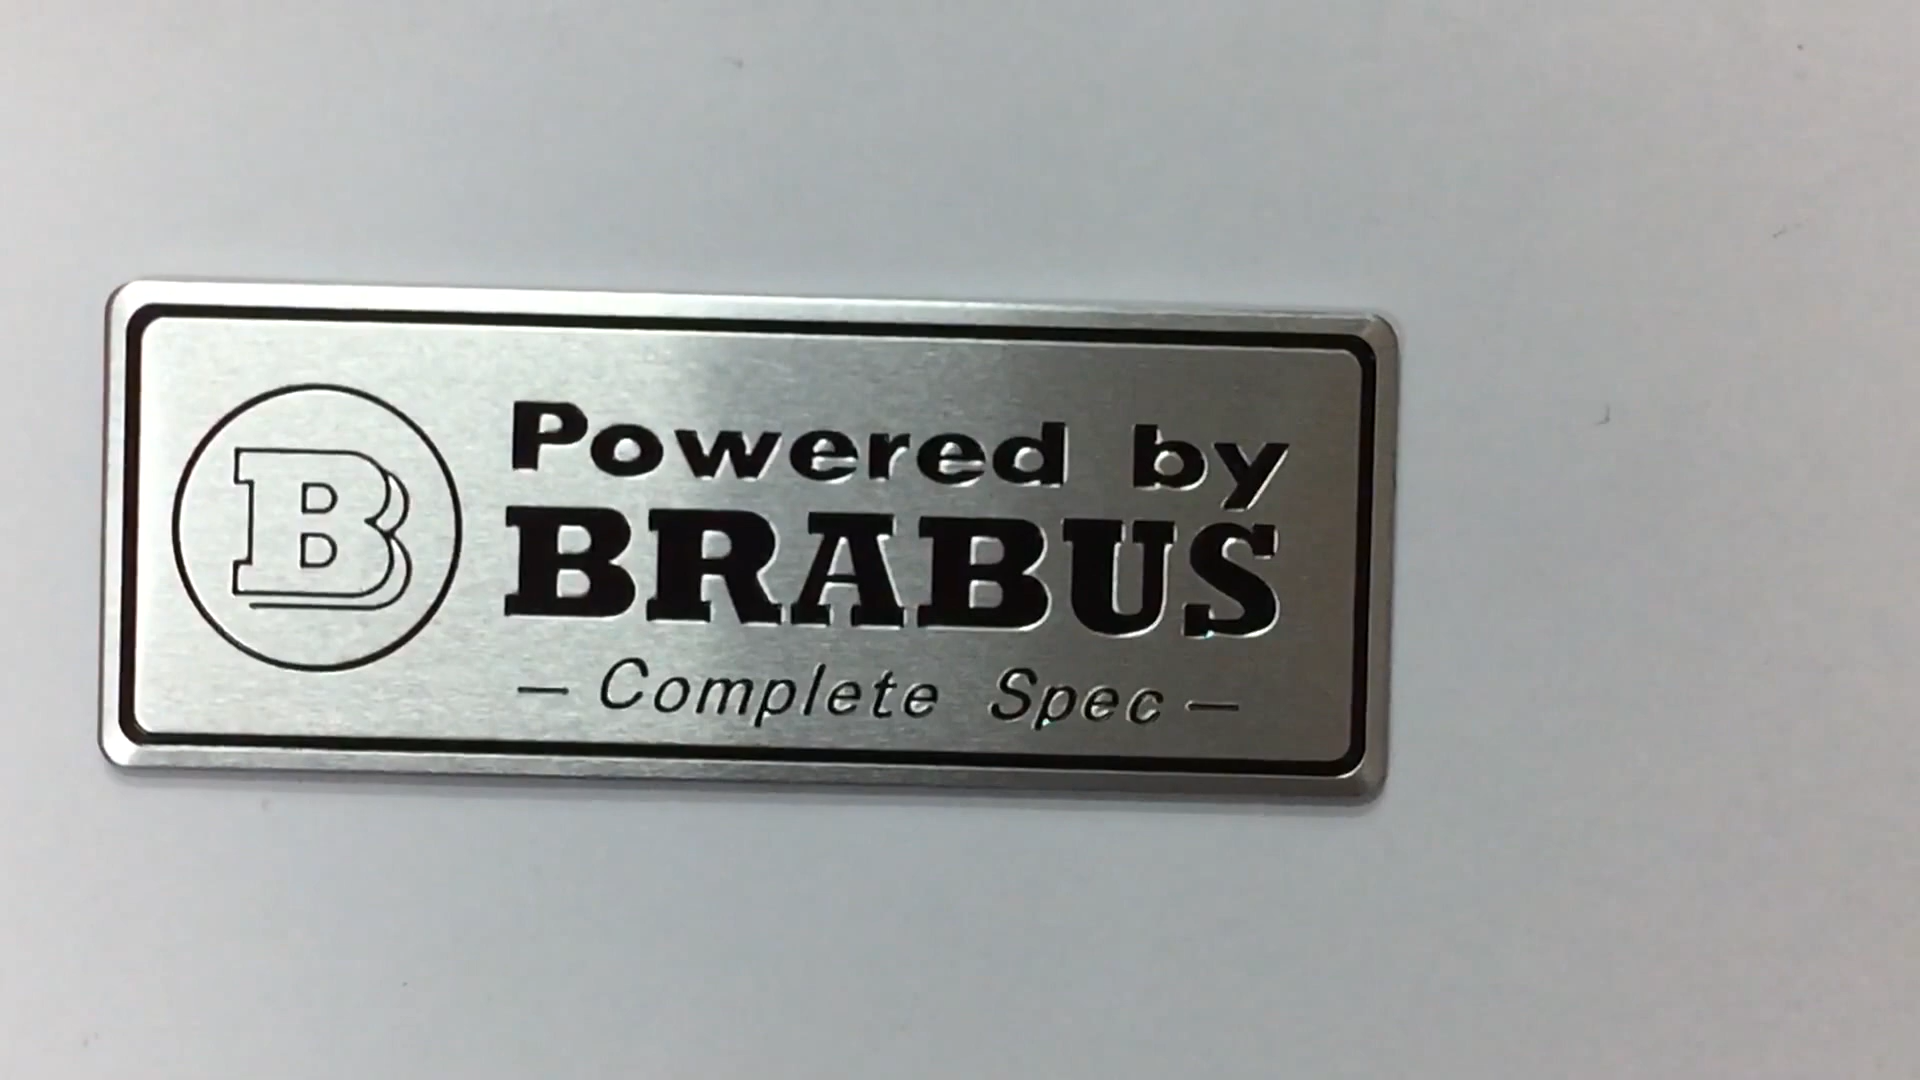 B
Powered by
BRABUS
— Complete Spec —